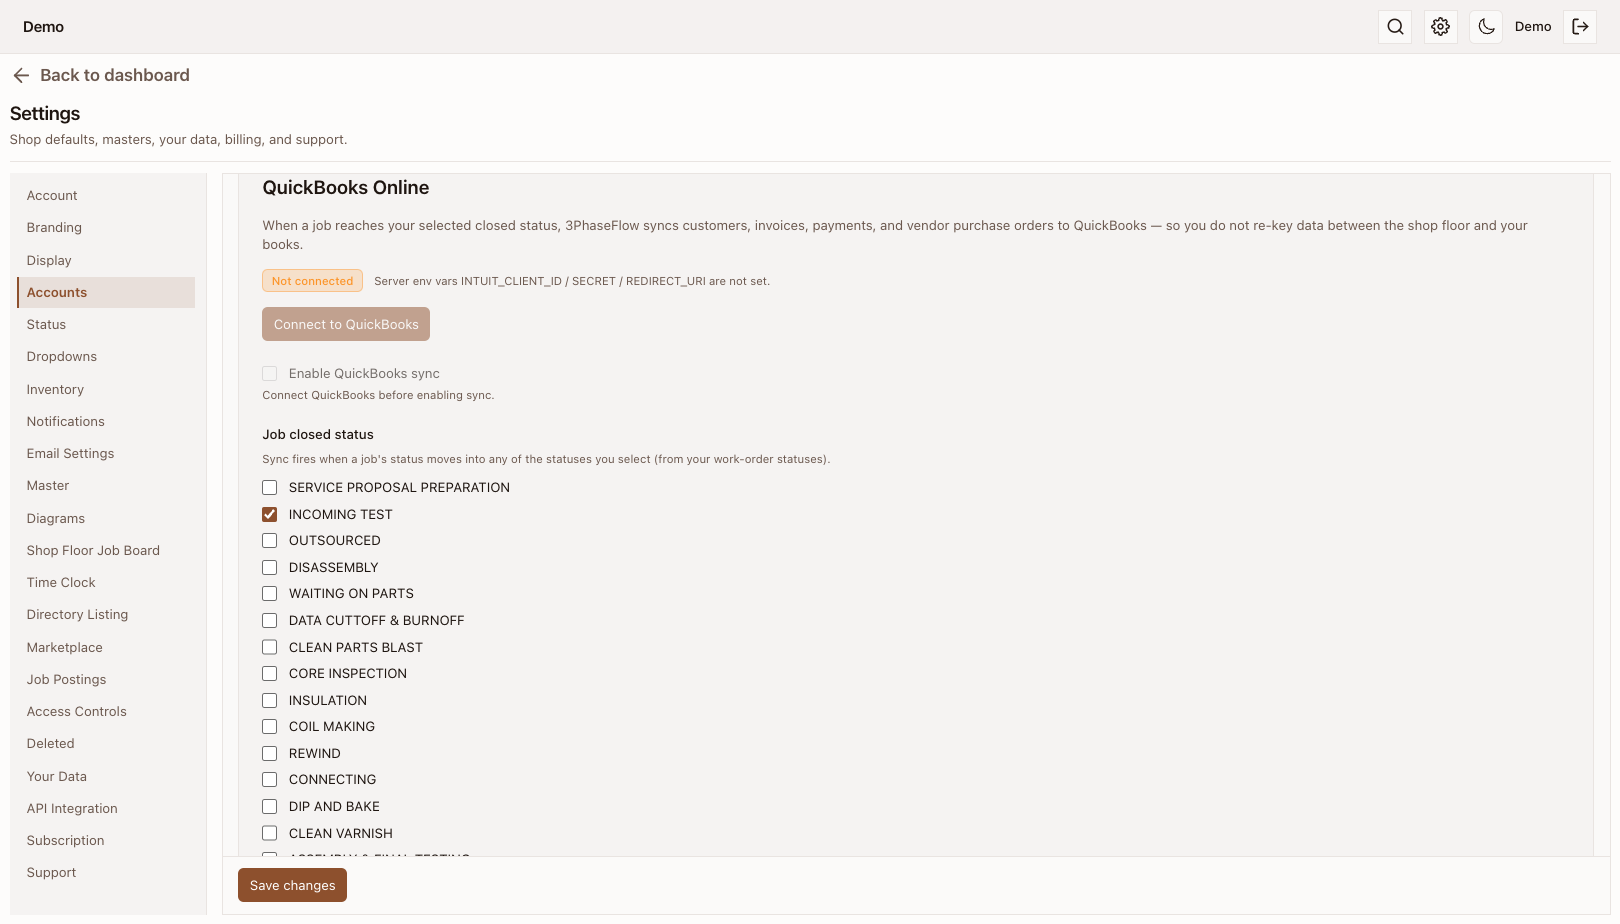 Demo
Demo
Back to dashboard
Settings
Shop defaults, masters, your data, billing, and support.
Account
Branding
Display
Accounts
Status
Dropdowns
Inventory
Notifications
Email Settings
Master
Diagrams
Shop Floor Job Board
Time Clock
Directory Listing
Marketplace
Job Postings
Access Controls
Deleted
Your Data
API Integration
Subscription
Support
QuickBooks Online
When a job reaches your selected closed status, 3PhaseFlow syncs customers, invoices, payments, and vendor purchase orders to QuickBooks — so you do not re-key data between the shop floor and your
books.
Not connected Server env vars INTUIT_CLIENT_ID / SECRET / REDIRECT_URI are not set.
Connect to QuickBooks
Enable QuickBooks sync
Connect QuickBooks before enabling sync.
Job closed status
Sync fires when a job's status moves into any of the statuses you select (from your work-order statuses).
SERVICE PROPOSAL PREPARATION
INCOMING TEST
OUTSOURCED
DISASSEMBLY
WAITING ON PARTS
DATA CUTTOFF & BURNOFF
CLEAN PARTS BLAST
CORE INSPECTION
INSULATION
COIL MAKING
REWIND
CONNECTING
DIP AND BAKE
CLEAN VARNISH
ASSEMBLY & FINAL TESTING
Save changes